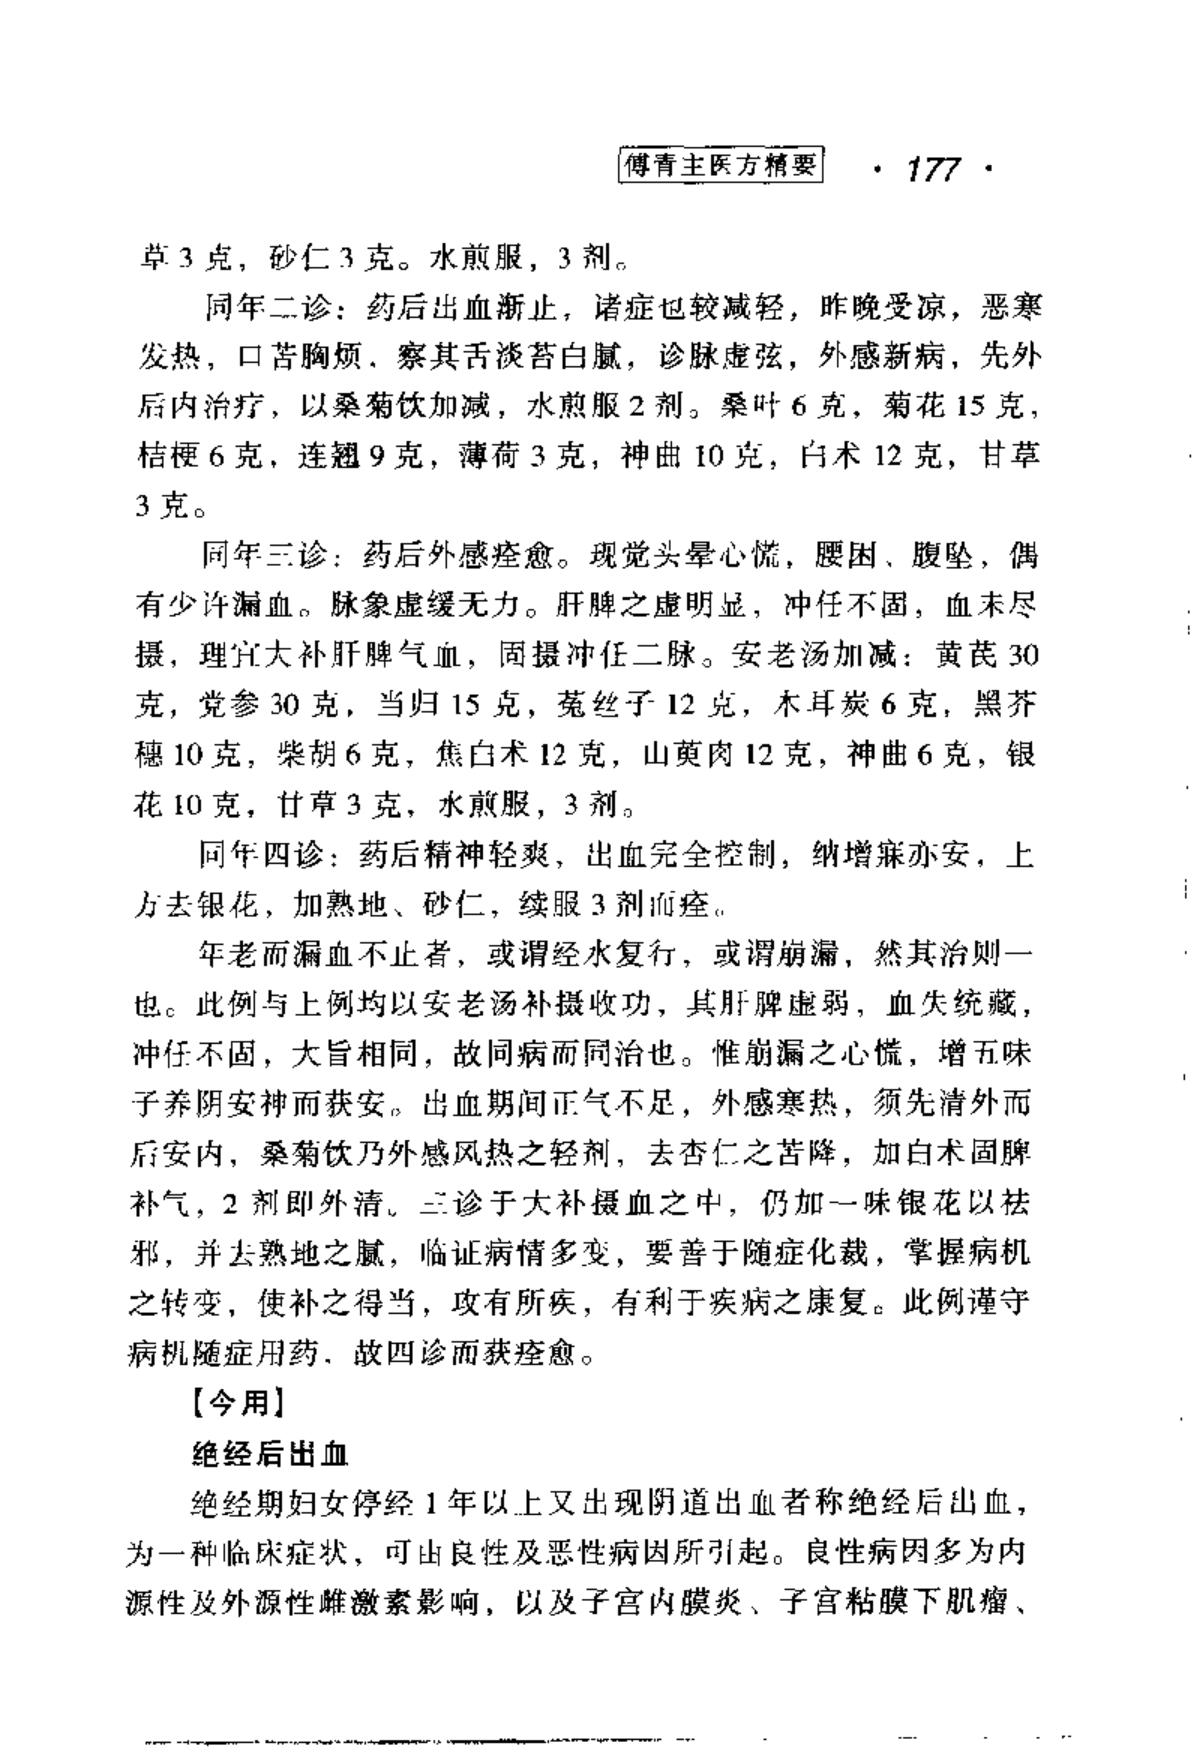 傅青主医方精要 · 177 ·
草 3 克，砂仁 3 克。水煎服，3 剂。
同年二诊：药后出血渐止，诸症也较减轻，昨晚受凉，恶寒
发热，口苦胸烦．察其舌淡苔白腻，诊脉虚弦，外感新病，先外
后内治疗，以桑菊饮加减，水煎服 2 剂。桑叶 6 克，菊花 15 克，
桔梗 6 克，连翘 9 克，薄荷 3 克，神曲 10 克，白术 12 克，甘草
3 克。
同年三诊：药后外感痊愈。现觉头晕心慌，腰困、腹坠，偶
有少许漏血。脉象虚缓无力。肝脾之虚明显，冲任不固，血未尽
摄，理宜大补肝脾气血，固摄冲任二脉。安老汤加减：黄芪 30
克，党参 30 克，当归 15 克，菟丝子 12 克，木耳炭 6 克，黑芥
穗 10 克，柴胡 6 克，焦白术 12 克，山萸肉 12 克，神曲 6 克，银
花 10 克，甘草 3 克，水煎服，3 剂。
同年四诊：药后精神轻爽，出血完全控制，纳增寐亦安，上
方去银花，加熟地、砂仁，续服 3 剂而痊。
年老而漏血不止者，或谓经水复行，或谓崩漏，然其治则一
也。此例与上例均以安老汤补摄收功，其肝脾虚弱，血失统藏，
冲任不固，大旨相同，故同病而同治也。惟崩漏之心慌，增五味
子养阴安神而获安。出血期间正气不足，外感寒热，须先清外而
后安内，桑菊饮乃外感风热之轻剂，去杏仁之苦降，加白术固脾
补气，2 剂即外清。三诊于大补摄血之中，仍加一味银花以祛
邪，并去熟地之腻，临证病情多变，要善于随症化裁，掌握病机
之转变，使补之得当，攻有所疾，有利于疾病之康复。此例谨守
病机随症用药．故四诊而获痊愈。
【今用】
绝经后出血
绝经期妇女停经 1 年以上又出现阴道出血者称绝经后出血，
为一种临床症状，可由良性及恶性病因所引起。良性病因多为内
源性及外源性雌激素影响，以及子宫内膜炎、子宫粘膜下肌瘤、